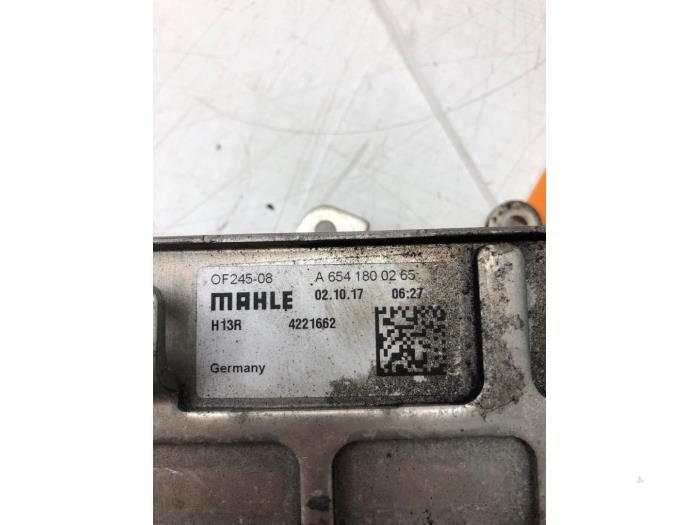 OF245-08 A 654 180 02 65
MAHLE 02.10.17 06:27
H13R 4221662
Germany